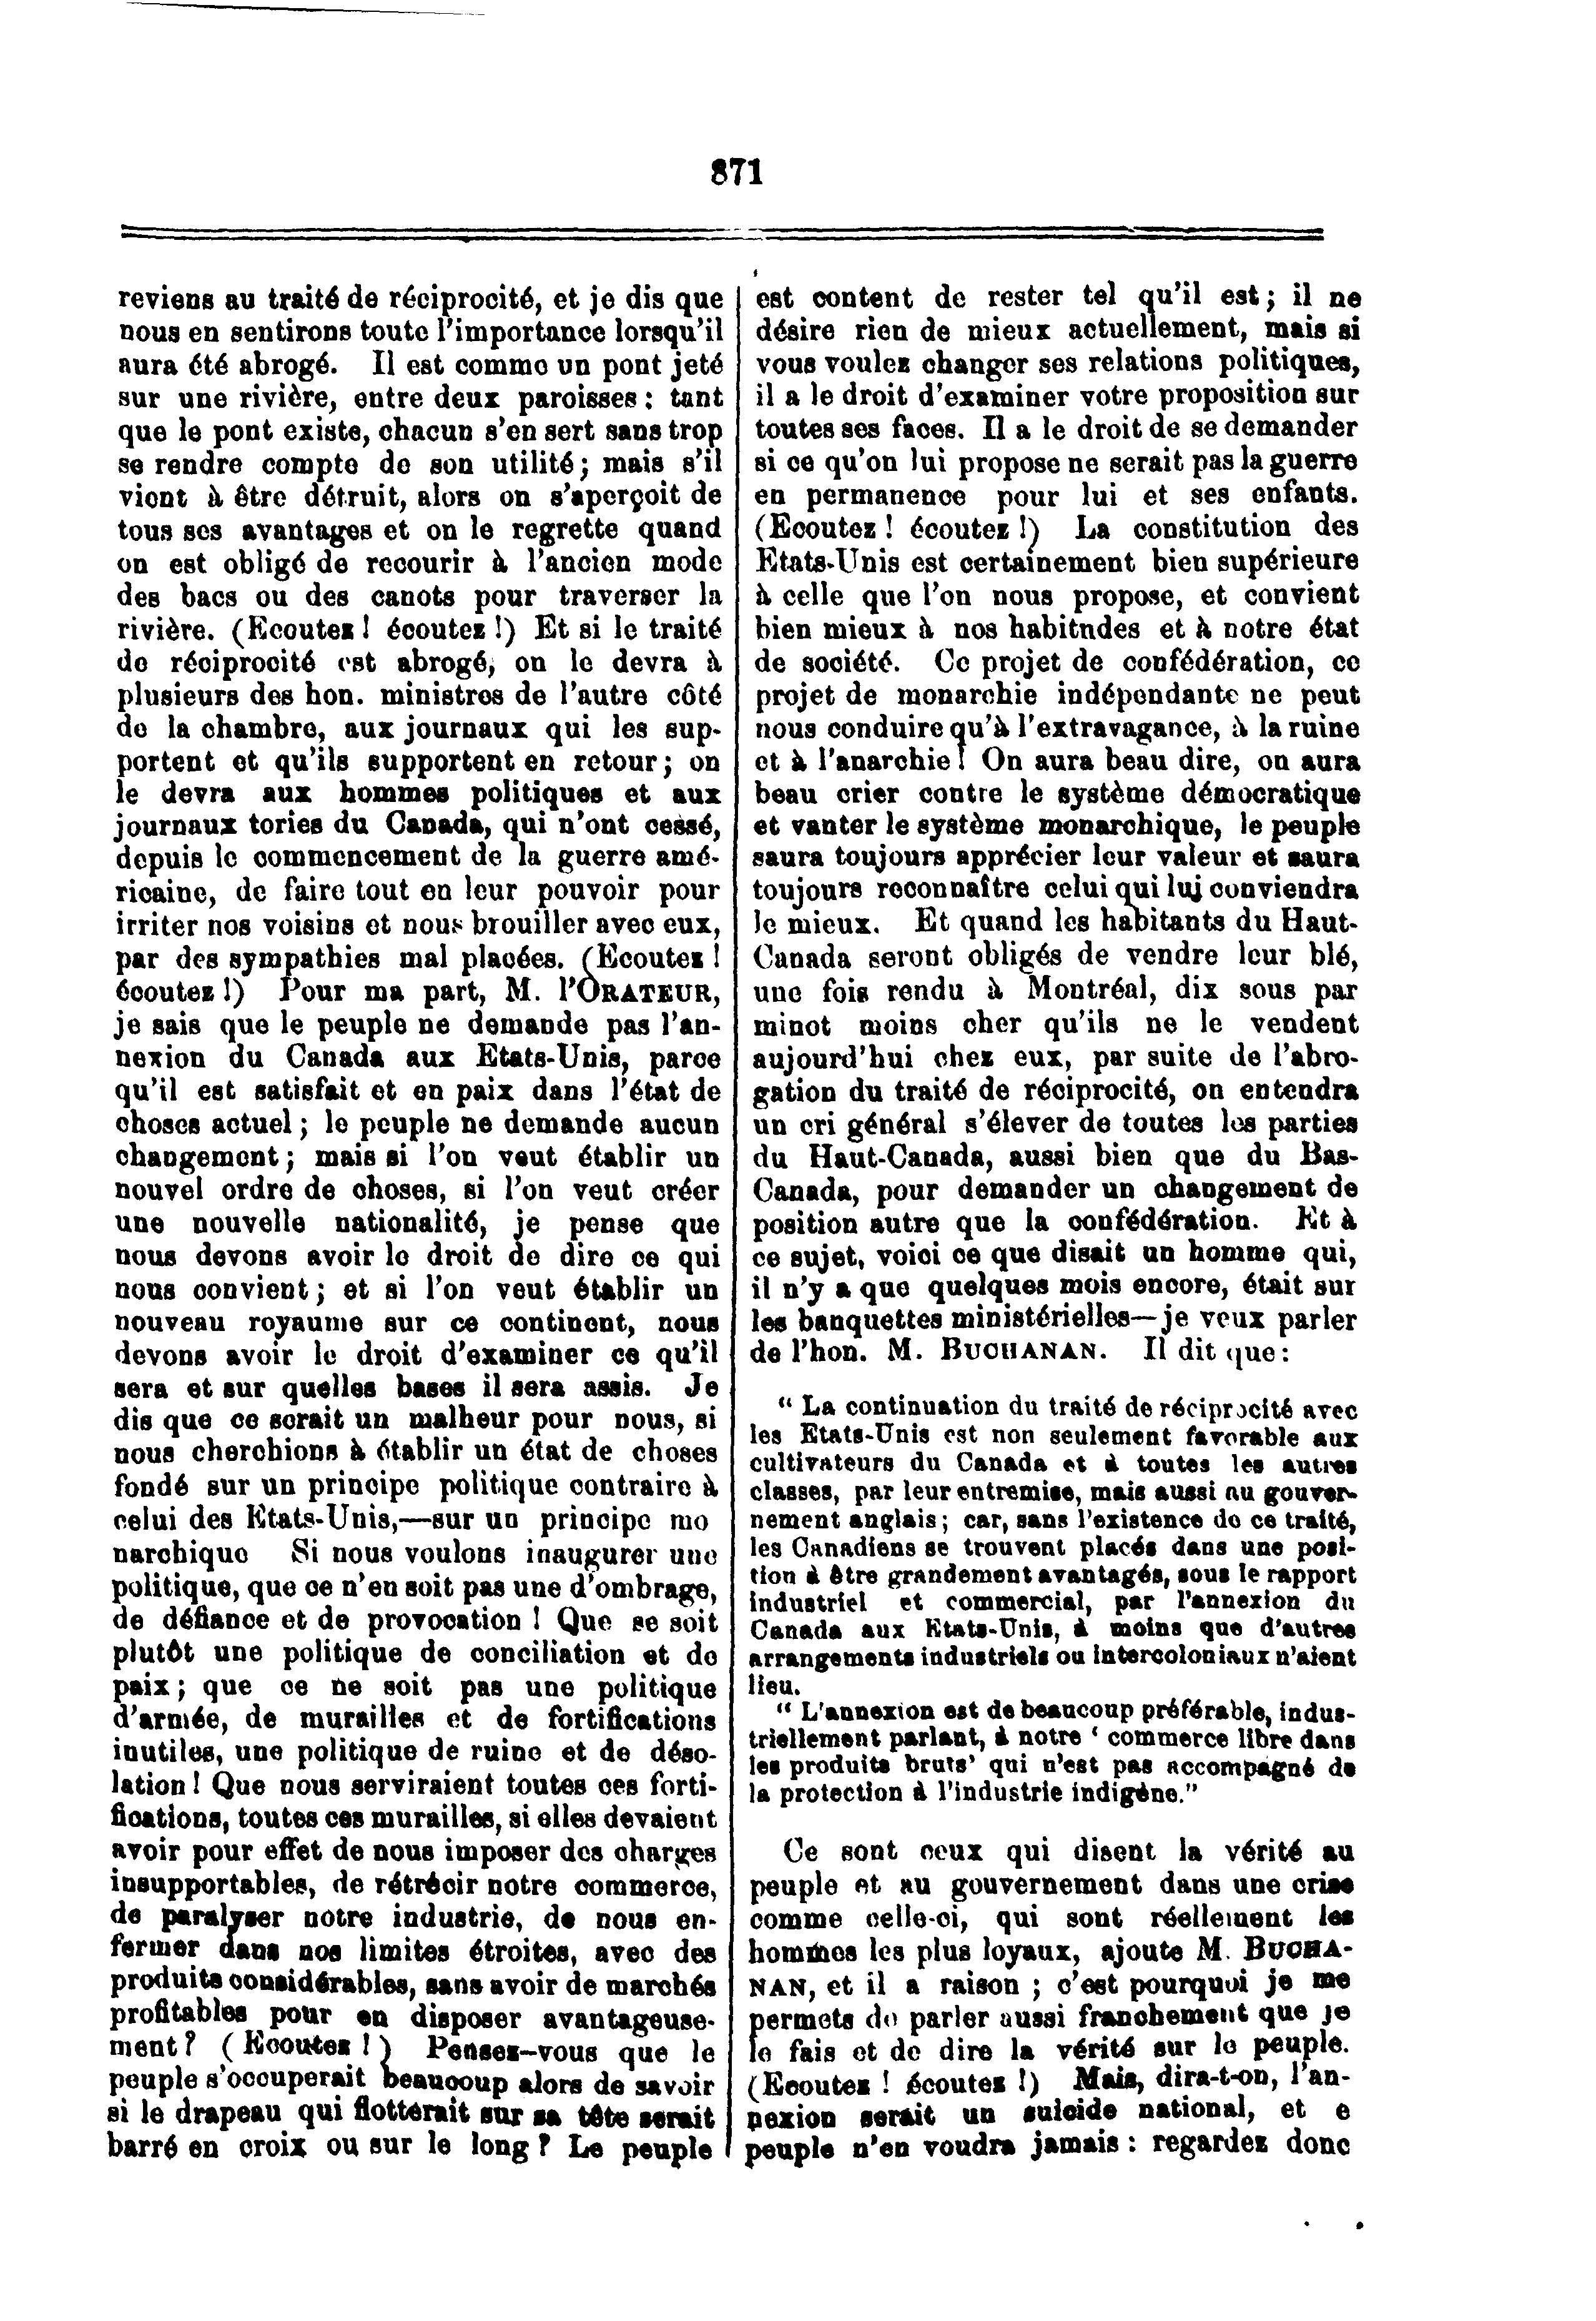 871
reviens au traité de réciprocité, et je dis que
nous en sentirons toute l'importance lorsqu'il
aura été abrogé. Il est comme un pont jeté
sur une rivière, entre deux paroisses : tant
que le pont existe, chacun s'en sert sans trop
se rendre compte de son utilité ; mais s'il
vient à être détruit, alors on s'aperçoit de
tous ses avantages et on le regrette quand
on est obligé de recourir à l'ancien mode
des bacs ou des canots pour traverser la
rivière. (Ecoutez ! écoutez !) Et si le traité
de réciprocité est abrogé, on le devra à
plusieurs des hon. ministres de l'autre côté
de la chambre, aux journaux qui les sup-
portent et qu'ils supportent en retour ; on
le devra aux hommes politiques et aux
journaux tories du Canada, qui n'ont cessé,
depuis le commencement de la guerre amé-
ricaine, de faire tout en leur pouvoir pour
irriter nos voisins et nous brouiller avec eux,
par des sympathies mal placées. (Ecoutez !
écoutez !) Pour ma part, M. l'ORATEUR,
je sais que le peuple ne demande pas l'an-
nexion du Canada aux Etats-Unis, parce
qu'il est satisfait et en paix dans l'état de
choses actuel ; le peuple ne demande aucun
changement ; mais si l'on veut établir un
nouvel ordre de choses, si l'on veut créer
une nouvelle nationalité, je pense que
nous devons avoir le droit de dire ce qui
nous convient ; et si l'on veut établir un
nouveau royaume sur ce continent, nous
devons avoir le droit d'examiner ce qu'il
sera et sur quelles bases il sera assis. Je
dis que ce serait un malheur pour nous, si
nous cherchions à établir un état de choses
fondé sur un principe politique contraire à
celui des Etats-Unis,—sur un principe mo
narchique Si nous voulons inaugurer une
politique, que ce n'en soit pas une d'ombrage,
de défiance et de provocation ! Que se soit
plutôt une politique de conciliation et de
paix ; que ce ne soit pas une politique
d'armée, de murailles et de fortifications
inutiles, une politique de ruine et de déso-
lation ! Que nous serviraient toutes ces forti-
fications, toutes ces murailles, si elles devaient
avoir pour effet de nous imposer des charges
insupportables, de rétrécir notre commerce,
de paralyser notre industrie, de nous en-
fermer dans nos limites étroites, avec des
produits considérables, sans avoir de marchés
profitables pour en disposer avantageuse-
ment ? (Ecoutez !) Pensez-vous que le
peuple s'occuperait beaucoup alors de savoir
si le drapeau qui flotterait sur sa tête serait
barré en croix ou sur le long ? Le peuple
est content de rester tel qu'il est ; il ne
désire rien de mieux actuellement, mais si
vous voulez changer ses relations politiques,
il a le droit d'examiner votre proposition sur
toutes ses faces. Il a le droit de se demander
si ce qu'on lui propose ne serait pas la guerre
en permanence pour lui et ses enfants.
(Ecoutez ! écoutez !) La constitution des
Etats-Unis est certainement bien supérieure
à celle que l'on nous propose, et convient
bien mieux à nos habitndes et à notre état
de société. Ce projet de confédération, ce
projet de monarchie indépendante ne peut
nous conduire qu'à l'extravagance, à la ruine
et à l'anarchie ! On aura beau dire, on aura
beau crier contre le système démocratique
et vanter le système monarchique, le peuple
saura toujours apprécier leur valeur et saura
toujours reconnaître celui qui lui conviendra
le mieux. Et quand les habitants du Haut-
Canada seront obligés de vendre leur blé,
une fois rendu à Montréal, dix sous par
minot moins cher qu'ils ne le vendent
aujourd'hui chez eux, par suite de l'abro-
gation du traité de réciprocité, on entendra
un cri général s'élever de toutes les parties
du Haut-Canada, aussi bien que du Bas-
Canada, pour demander un changement de
position autre que la confédération. Et à
ce sujet, voici ce que disait un homme qui,
il n'y a que quelques mois encore, était sur
les banquettes ministérielles—je veux parler
de l'hon. M. BUCHANAN. Il dit que :
“ La continuation du traité de réciprocité avec
les Etats-Unis est non seulement favorable aux
cultivateurs du Canada et à toutes les autres
classes, par leur entremise, mais aussi au gouver-
nement anglais ; car, sans l'existence de ce traité,
les Canadiens se trouvent placés dans une posi-
tion à être grandement avantagés, sous le rapport
industriel et commercial, par l'annexion du
Canada aux Etats-Unis, à moins que d'autres
arrangements industriels ou intercoloniaux n'aient
lieu.
“ L'annexion est de beaucoup préférable, indus-
triellement parlant, à notre ‘ commerce libre dans
les produits bruts’ qui n'est pas accompagné de
la protection à l'industrie indigène.”
Ce sont ceux qui disent la vérité au
peuple et au gouvernement dans une crise
comme celle-ci, qui sont réellement les
hommes les plus loyaux, ajoute M. BUCHA-
NAN, et il a raison ; c'est pourquoi je me
permets de parler aussi franchement que je
le fais et de dire la vérité sur le peuple.
(Ecoutez ! écoutez !) Mais, dira-t-on, l'an-
nexion serait un suicide national, et e
peuple n'en voudra jamais : regardez donc